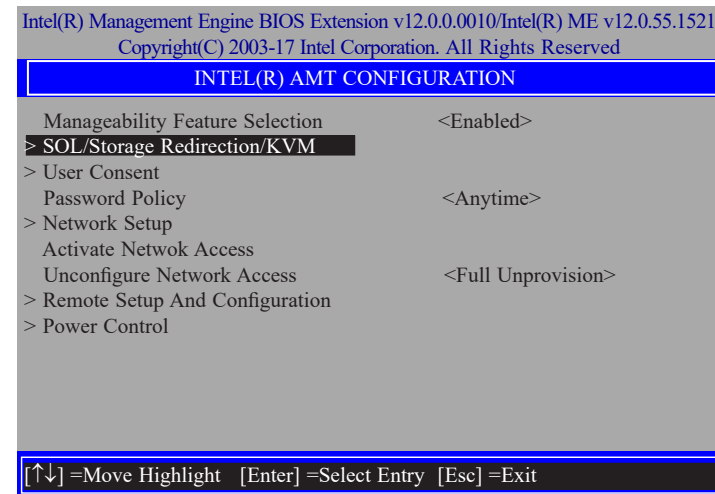 Intel(R) Management Engine BIOS Extension v12.0.0.0010/Intel(R) ME v12.0.55.1521
Copyright(C) 2003-17 Intel Corporation. All Rights Reserved
INTEL(R) AMT CONFIGURATION
Manageability Feature Selection <Enabled>
> SOL/Storage Redirection/KVM
> User Consent
Password Policy <Anytime>
> Network Setup
Activate Netwok Access
Unconfigure Network Access <Full Unprovision>
> Remote Setup And Configuration
> Power Control
[↑↓] =Move Highlight [Enter] =Select Entry [Esc] =Exit